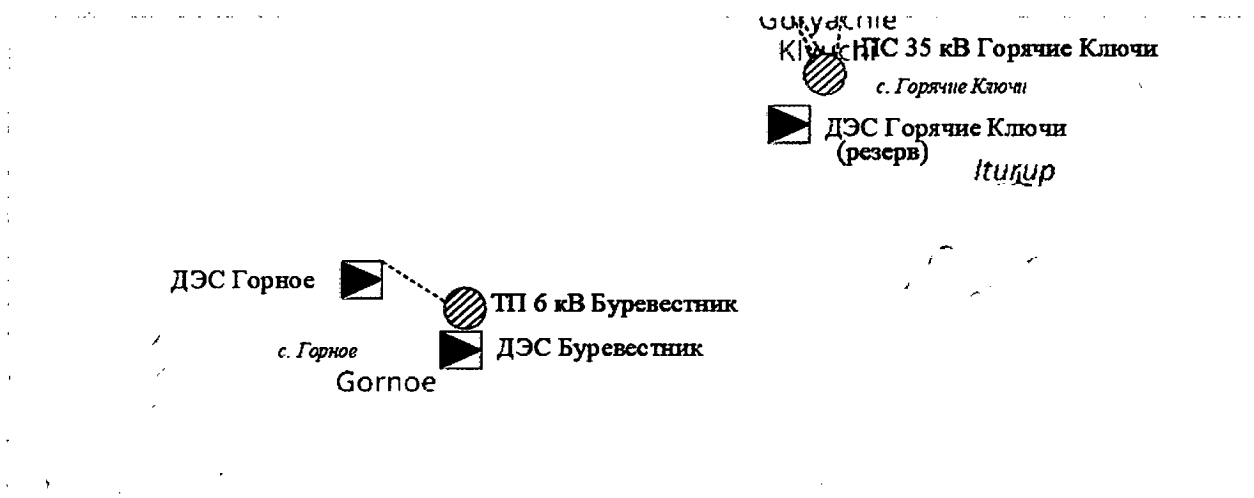 Goryachie
Klyuchi
ПС 35 кВ Горячие Ключи
с. Горячие Ключи
ДЭС Горячие Ключи
(резерв)
Iturup
ДЭС Горное
ТП 6 кВ Буревестник
с. Горное
ДЭС Буревестник
Gornoe